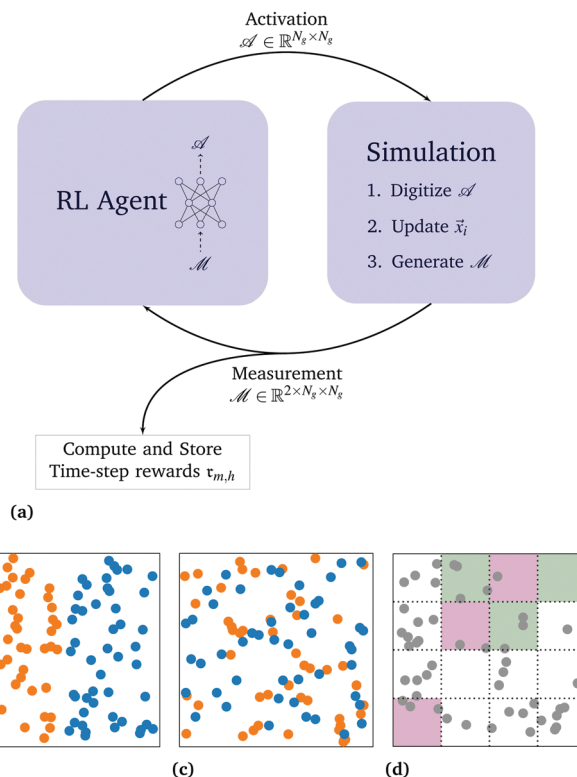 Activation
𝒜 ∈ ℝ^{N_g×N_g}
RL Agent
𝒜
ℳ
Simulation
1. Digitize 𝒜
2. Update x⃗_i
3. Generate ℳ
Measurement
ℳ ∈ ℝ^{2×N_g×N_g}
Compute and Store
Time-step rewards 𝔯_{m,h}
(a)
(c)
(d)